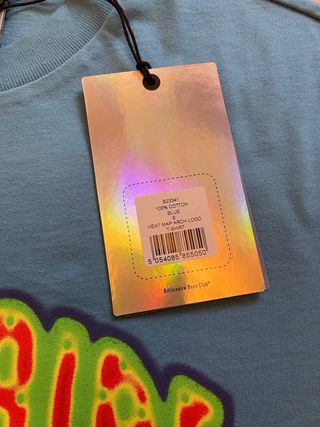 B23341
100% COTTON
BLUE
S
HEAT MAP ARCH LOGO
T-SHIRT
5 054085 855050
Billionaire Boys Club®